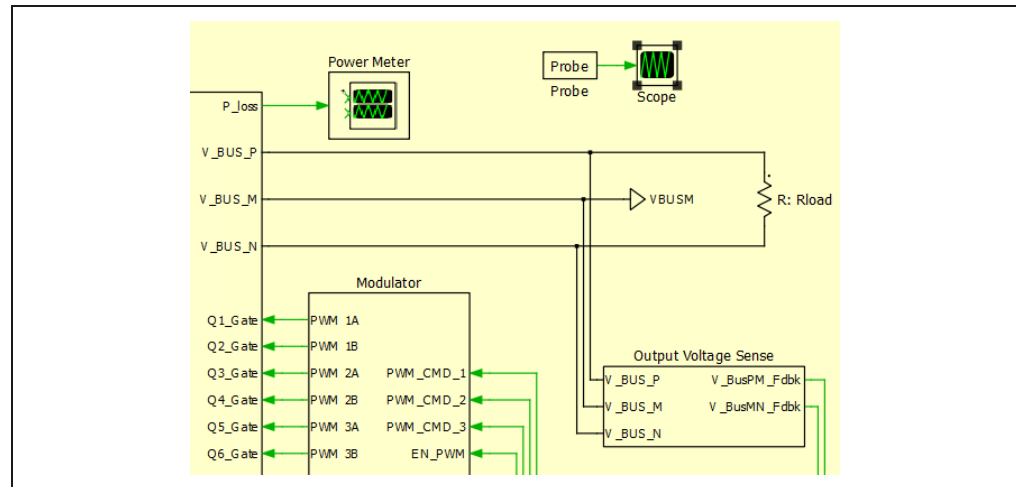 Power Meter
Probe
Probe
Scope
P_loss
V_BUS_P
V_BUS_M
VBUSM
R: Rload
V_BUS_N
Modulator
Q1_Gate
PWM 1A
Q2_Gate
PWM 1B
Q3_Gate
PWM 2A
PWM_CMD_1
Q4_Gate
PWM 2B
PWM_CMD_2
Q5_Gate
PWM 3A
PWM_CMD_3
Q6_Gate
PWM 3B
EN_PWM
Output Voltage Sense
V_BUS_P
V_BusPM_Fdbk
V_BUS_M
V_BusMN_Fdbk
V_BUS_N